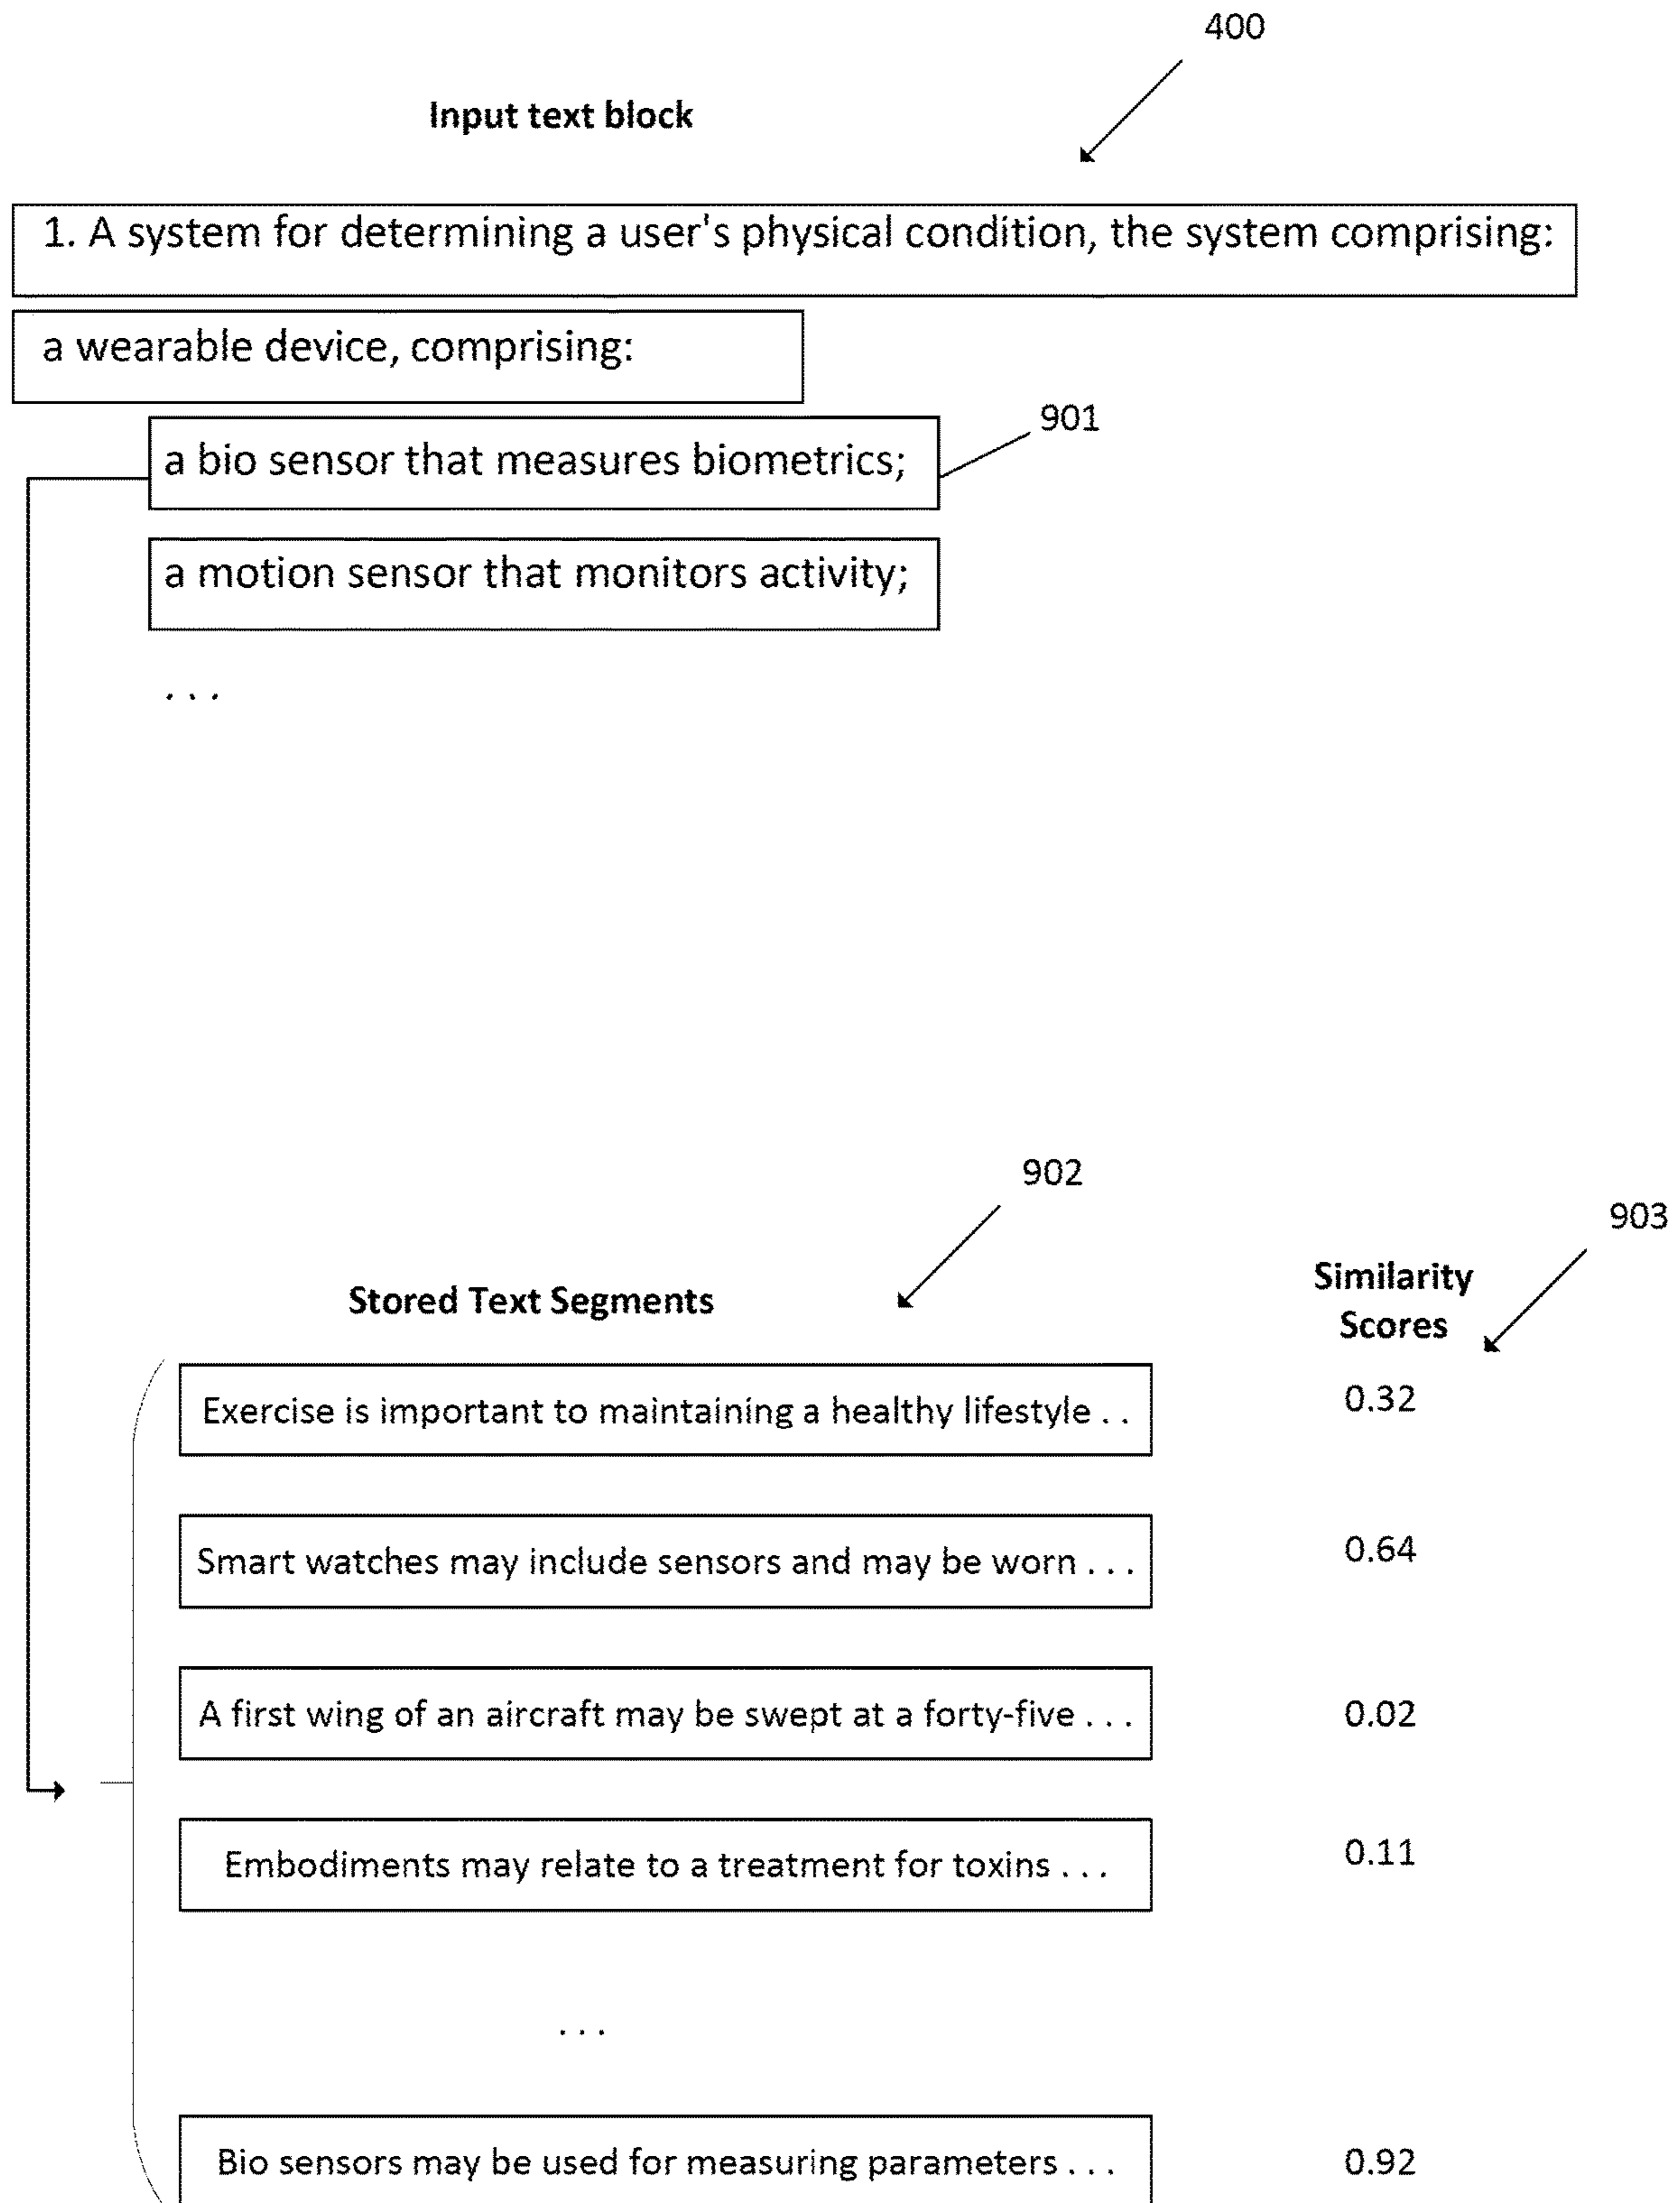 400
Input text block
1. A system for determining a user's physical condition, the system comprising:
a wearable device, comprising:
901
a bio sensor that measures biometrics;
a motion sensor that monitors activity;
. . .
902
903
Stored Text Segments
Similarity
Scores
Exercise is important to maintaining a healthy lifestyle . .
0.32
Smart watches may include sensors and may be worn . . .
0.64
A first wing of an aircraft may be swept at a forty-five . . .
0.02
Embodiments may relate to a treatment for toxins . . .
0.11
. . .
Bio sensors may be used for measuring parameters . . .
0.92